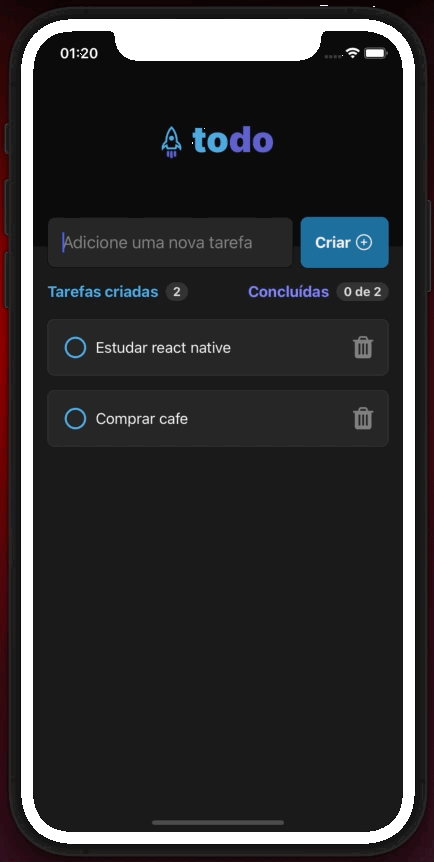 01:20
todo
Adicione uma nova tarefa
Criar
Tarefas criadas 2
Concluídas 0 de 2
Estudar react native
Comprar cafe